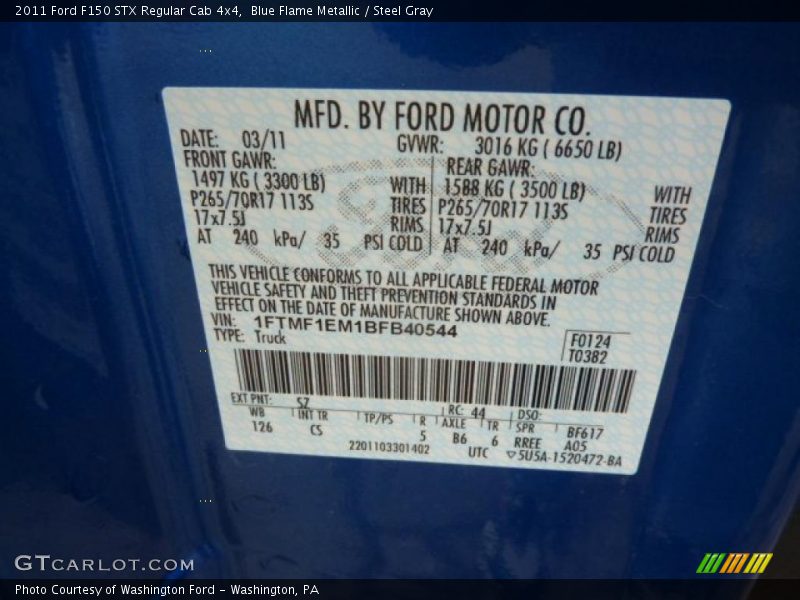 2011 Ford F150 STX Regular Cab 4x4,  Blue Flame Metallic / Steel Gray
MFD. BY FORD MOTOR CO.
DATE: 03/11 GVWR: 3016 KG ( 6650 LB)
FRONT GAWR: REAR GAWR:
1497 KG ( 3300 LB) WITH 1588 KG ( 3500 LB) WITH
P265/70R17 113S TIRES P265/70R17 113S TIRES
17x7.5J RIMS 17x7.5J RIMS
AT 240 kPa/ 35 PSI COLD AT 240 kPa/ 35 PSI COLD
THIS VEHICLE CONFORMS TO ALL APPLICABLE FEDERAL MOTOR
VEHICLE SAFETY AND THEFT PREVENTION STANDARDS IN
EFFECT ON THE DATE OF MANUFACTURE SHOWN ABOVE.
VIN: 1FTMF1EM1BFB40544
TYPE: Truck
F0124
T0382
EXT PNT: SZ RC: 44 DSO:
WB INT TR TP/PS R AXLE TR SPR BF617
126 CS 5 B6 6 RREE A05
2201103301402 UTC ▽5U5A-1520472-BA
GTCARLOT.COM
Photo Courtesy of Washington Ford - Washington, PA